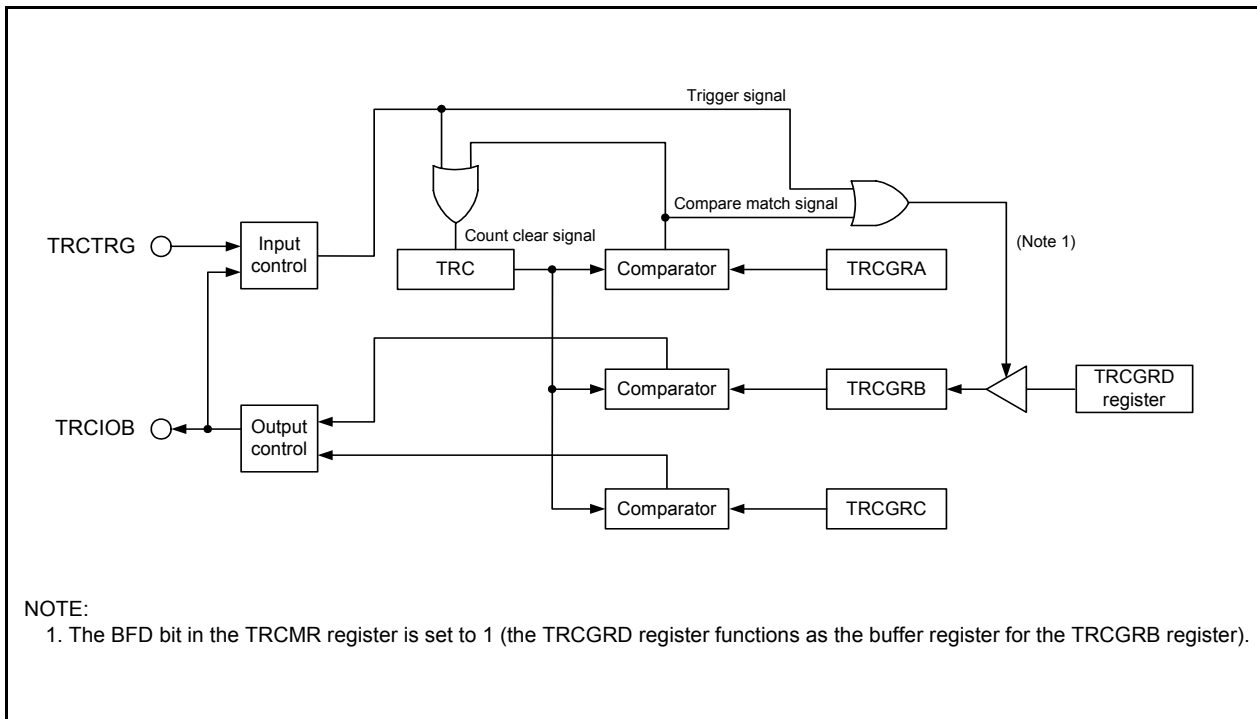 Trigger signal
Compare match signal
Count clear signal
(Note 1)
TRCTRG
Input
control
TRC
Comparator
TRCGRA
TRCIOB
Output
control
Comparator
TRCGRB
TRCGRD
register
Comparator
TRCGRC
NOTE:
1. The BFD bit in the TRCMR register is set to 1 (the TRCGRD register functions as the buffer register for the TRCGRB register).